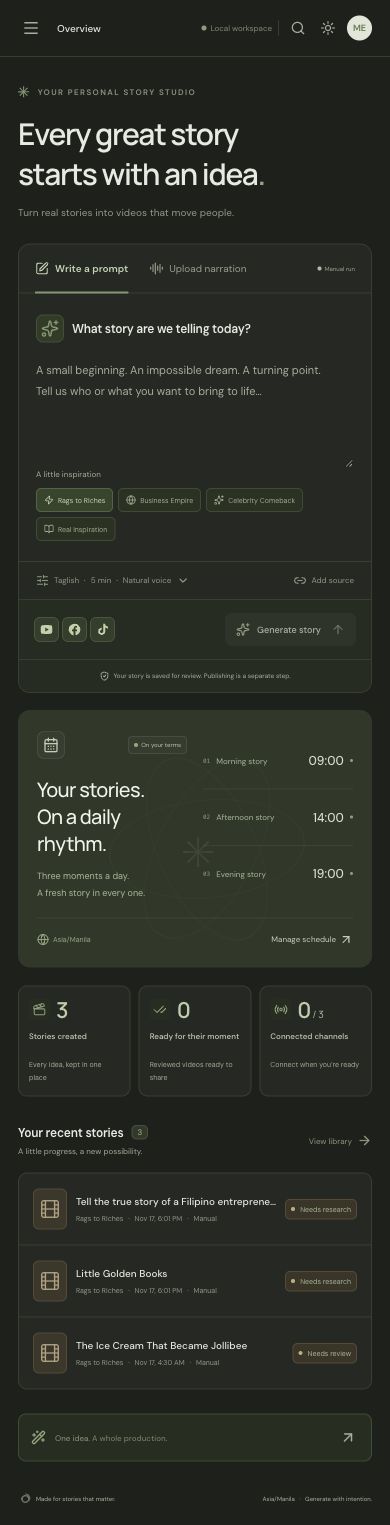 Overview
Local workspace
ME
YOUR PERSONAL STORY STUDIO
Every great story
starts with an idea.
Turn real stories into videos that move people.
Write a prompt
Upload narration
Manual run
What story are we telling today?
A small beginning. An impossible dream. A turning point.
Tell us who or what you want to bring to life...
A little inspiration
Rags to Riches
Business Empire
Celebrity Comeback
Real Inspiration
Taglish · 5 min · Natural voice
Add source
Generate story
Your story is saved for review. Publishing is a separate step.
On your terms
Your stories.
On a daily
rhythm.
Three moments a day.
A fresh story in every one.
01 Morning story 09:00
02 Afternoon story 14:00
03 Evening story 19:00
Asia/Manila
Manage schedule
3
Stories created
Every idea, kept in one
place
0
Ready for their moment
Reviewed videos ready to
share
0 / 3
Connected channels
Connect when you're ready
Your recent stories 3
A little progress, a new possibility.
View library
Tell the true story of a Filipino entreprene...
Rags to Riches · Nov 17, 6:01 PM · Manual
Needs research
Little Golden Books
Rags to Riches · Nov 17, 6:01 PM · Manual
Needs research
The Ice Cream That Became Jollibee
Rags to Riches · Nov 17, 4:30 AM · Manual
Needs review
One idea. A whole production.
Made for stories that matter.
Asia/Manila · Generate with intention.